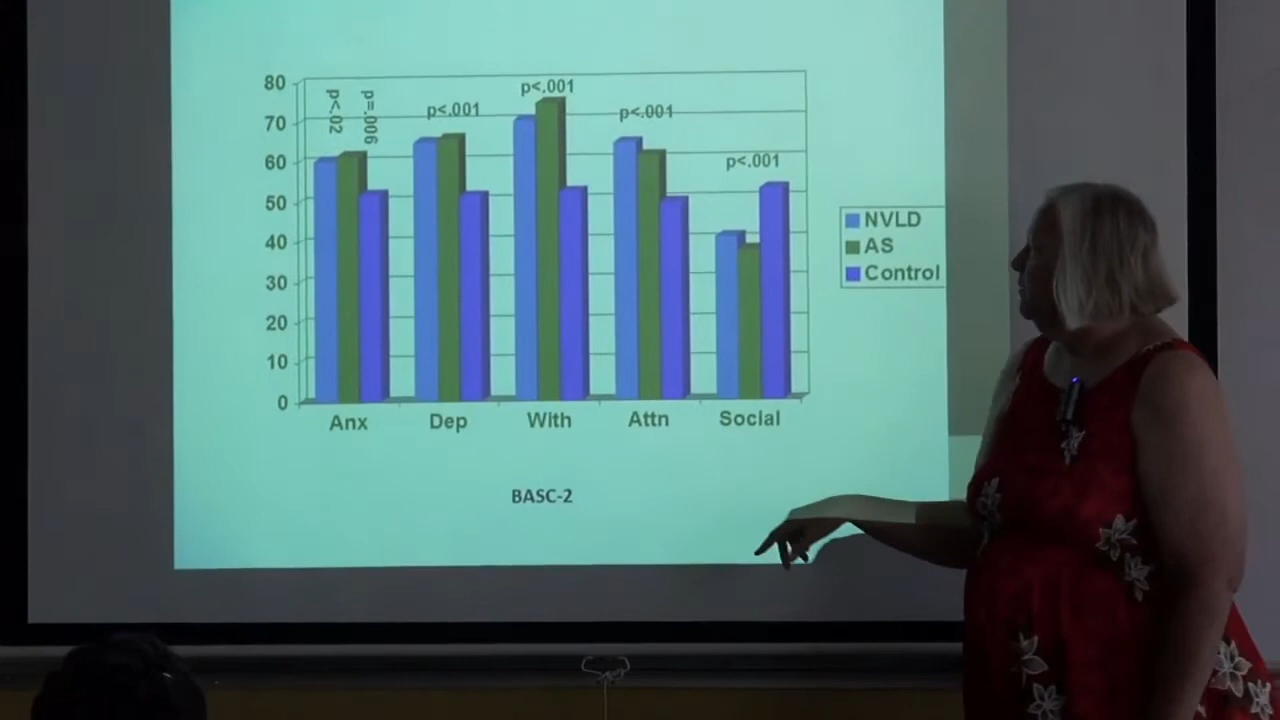 80
70
60
50
40
30
20
10
0
p<.02
p=.006
p<.001
p<.001
p<.001
p<.001
Anx
Dep
With
Attn
Social
NVLD
AS
Control
BASC-2